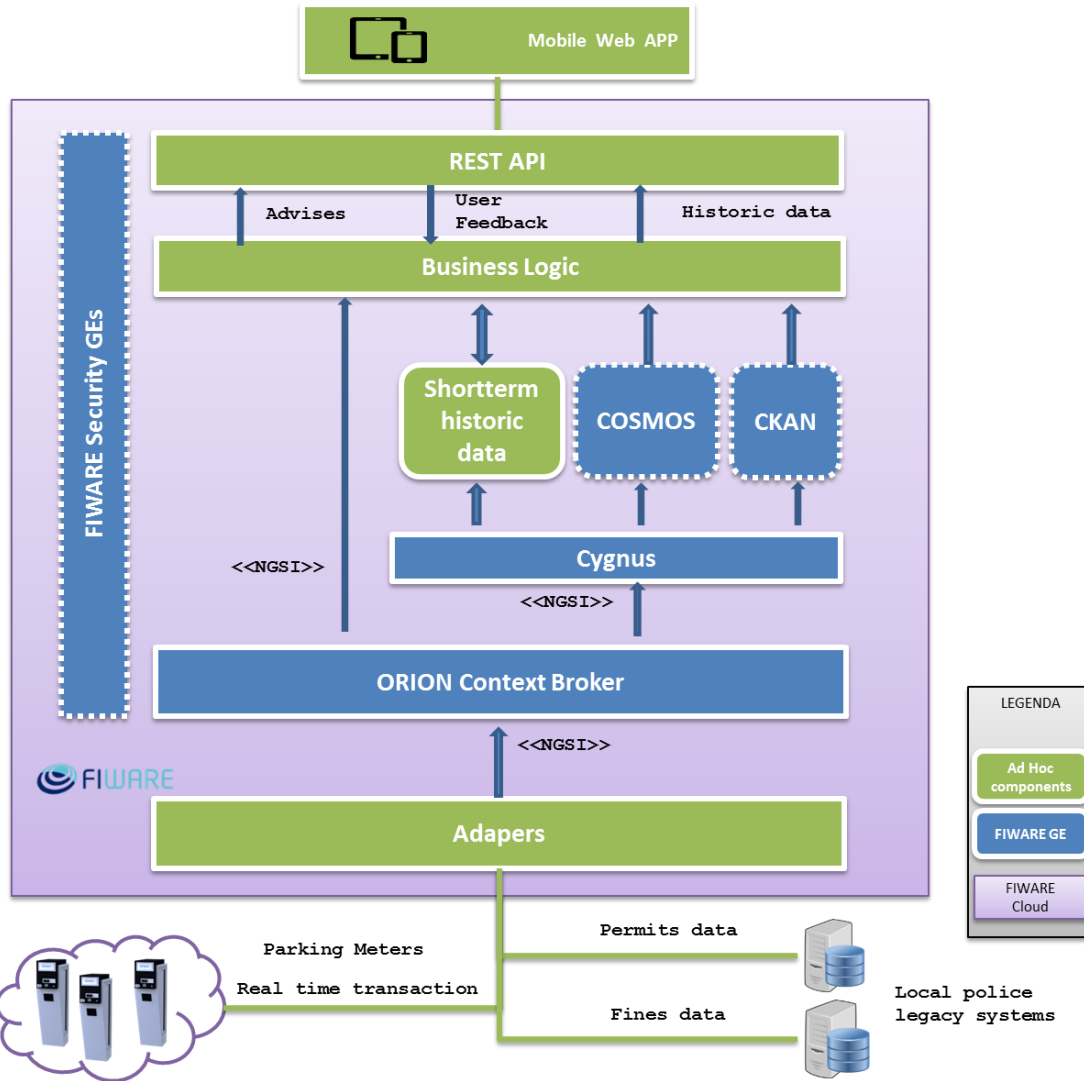 Mobile Web APP
REST API
Advises
User
Feedback
Historic data
Business Logic
FIWARE Security GEs
Shortterm
historic
data
COSMOS
CKAN
Cygnus
<<NGSI>>
<<NGSI>>
ORION Context Broker
<<NGSI>>
FIWARE
Adapers
LEGENDA
Ad Hoc
components
FIWARE GE
FIWARE
Cloud
Parking Meters
Real time transaction
Permits data
Fines data
Local police
legacy systems